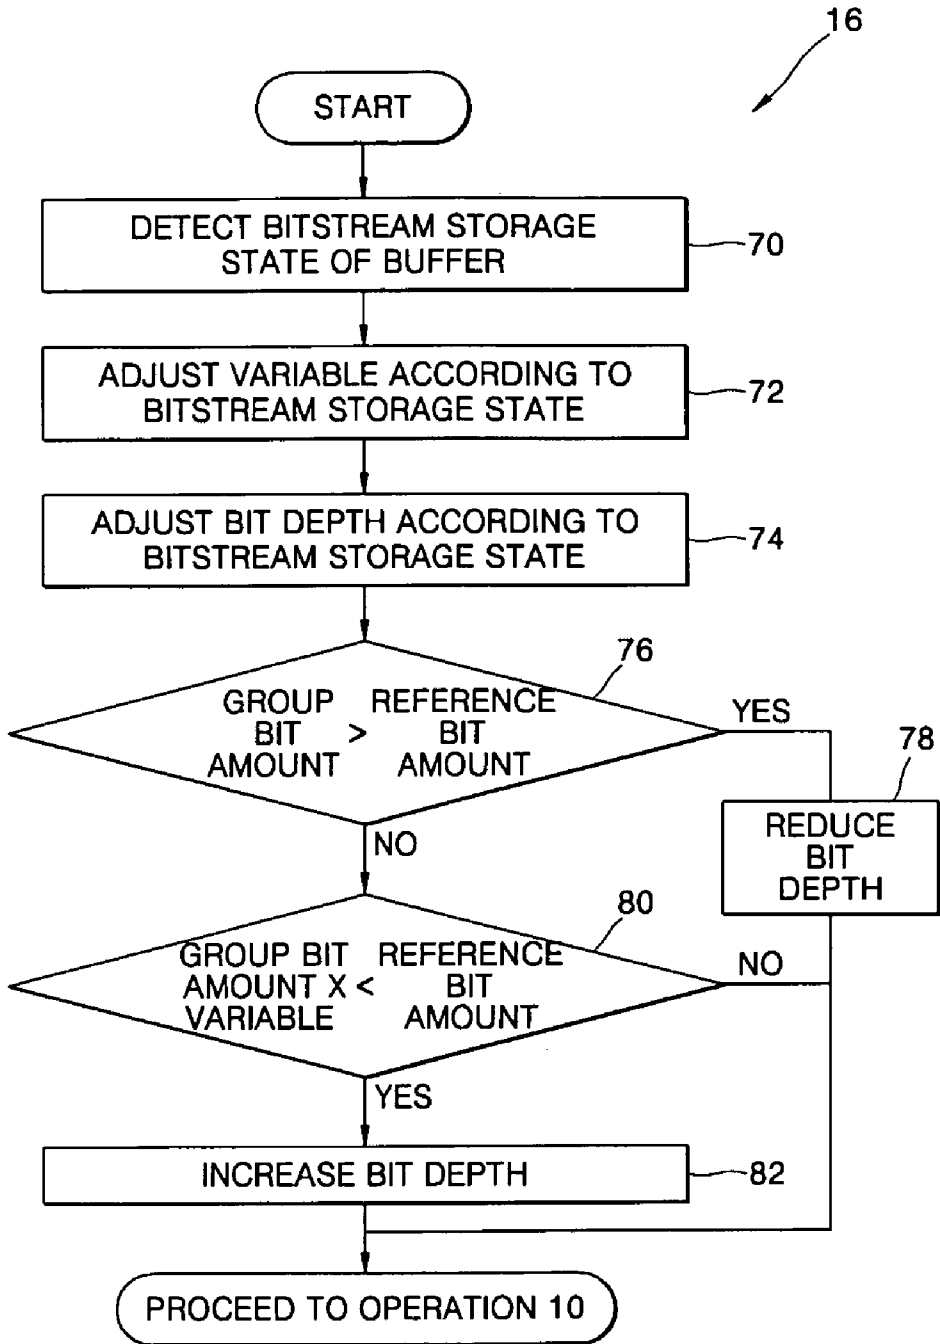 16
START
DETECT BITSTREAM STORAGE
STATE OF BUFFER
70
ADJUST VARIABLE ACCORDING TO
BITSTREAM STORAGE STATE
72
ADJUST BIT DEPTH ACCORDING TO
BITSTREAM STORAGE STATE
74
76
GROUP REFERENCE
BIT > BIT
AMOUNT AMOUNT
YES
78
REDUCE
BIT
DEPTH
NO
80
GROUP BIT REFERENCE
AMOUNT X < BIT
VARIABLE AMOUNT
NO
YES
INCREASE BIT DEPTH
82
PROCEED TO OPERATION 10